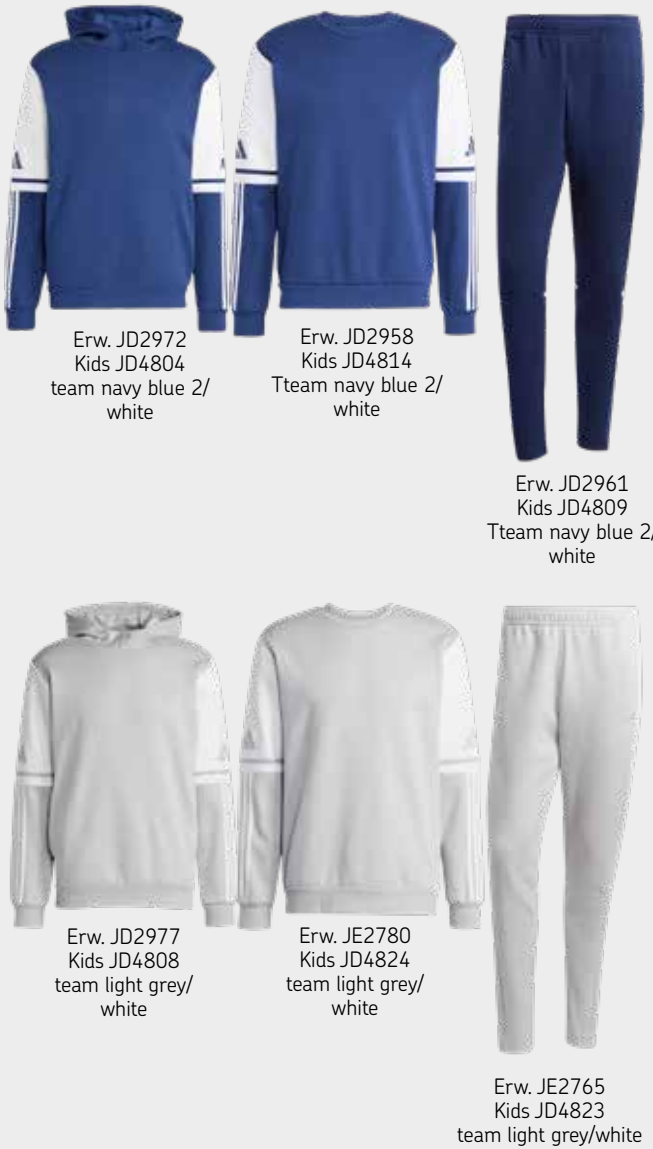 Erw. JD2972
Kids JD4804
team navy blue 2/
white
Erw. JD2958
Kids JD4814
Tteam navy blue 2/
white
Erw. JD2961
Kids JD4809
Tteam navy blue 2/
white
Erw. JD2977
Kids JD4808
team light grey/
white
Erw. JE2780
Kids JD4824
team light grey/
white
Erw. JE2765
Kids JD4823
team light grey/white